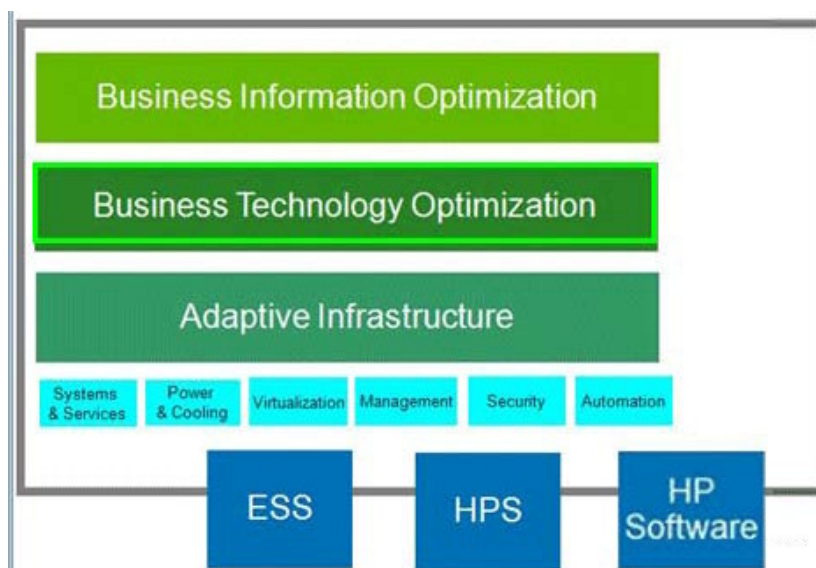 Business Information Optimization
Business Technology Optimization
Adaptive Infrastructure
Systems
& Services
Power
& Cooling
Virtualization
Management
Security
Automation
ESS
HPS
HP
Software